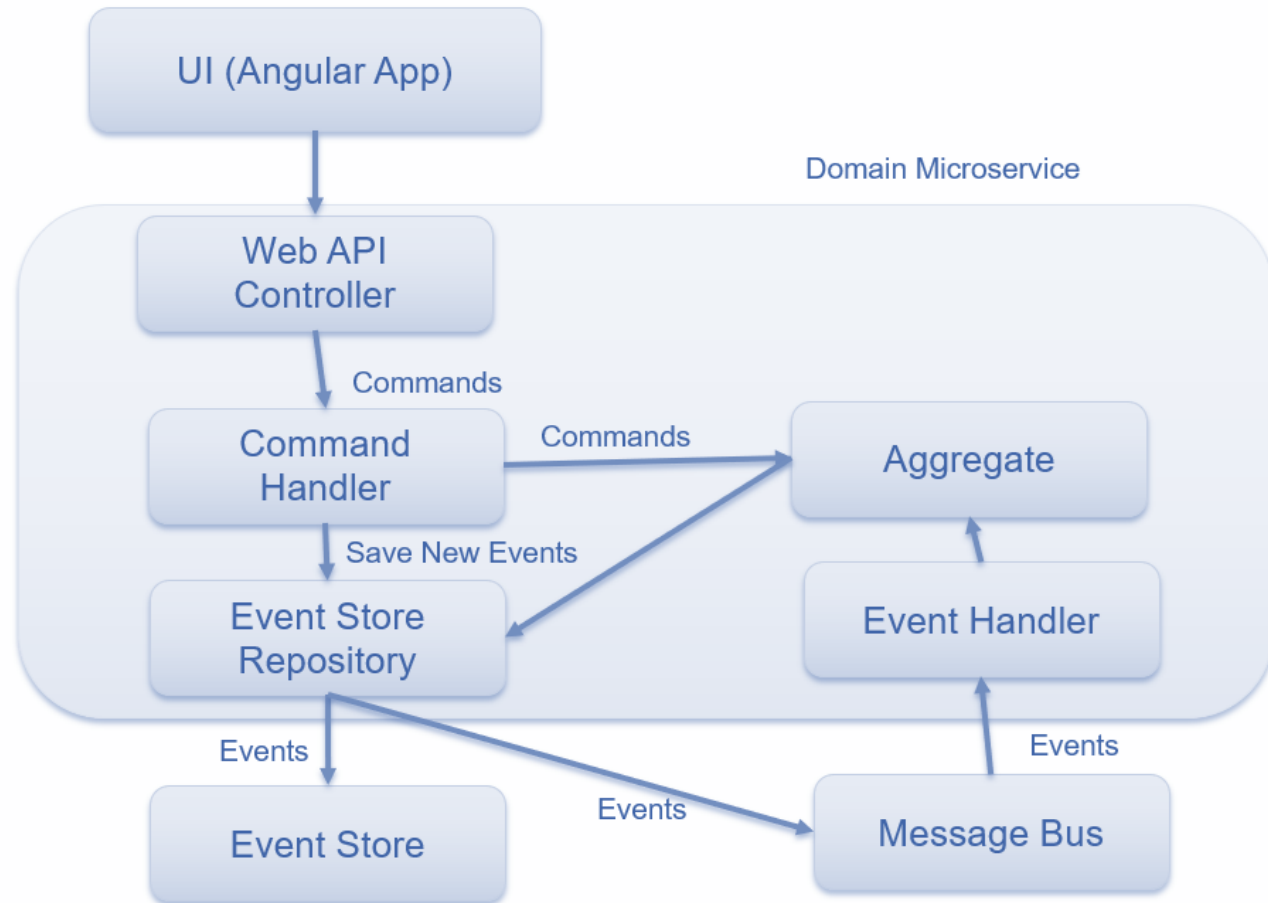 UI (Angular App)
Domain Microservice
Web API
Controller
Commands
Command
Handler
Commands
Aggregate
Save New Events
Event Store
Repository
Event Handler
Events
Events
Events
Event Store
Message Bus